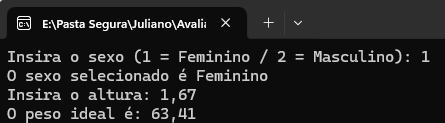 E:\Pasta Segura\Juliano\Avalia
Insira o sexo (1 = Feminino / 2 = Masculino): 1
O sexo selecionado é Feminino
Insira o altura: 1,67
O peso ideal é: 63,41